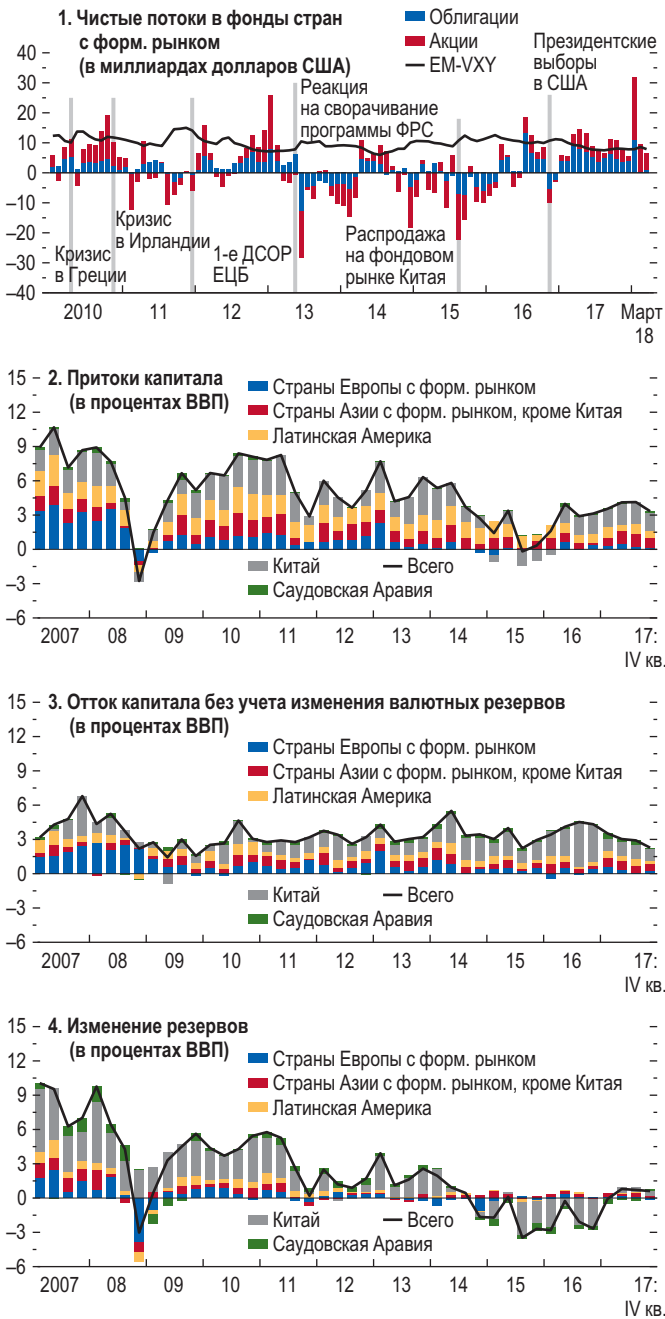 1. Чистые потоки в фонды стран
с форм. рынком
(в миллиардах долларов США)
Облигации
Акции
EM-VXY
Президентские
выборы
в США
Реакция
на сворачивание
программы ФРС
Кризис
в Греции
Кризис
в Ирландии
1-е ДСОР
ЕЦБ
Распродажа
на фондовом
рынке Китая
40
30
20
10
0
–10
–20
–30
–40
2010 11 12 13 14 15 16 17 Март
18
2. Притоки капитала
(в процентах ВВП)
Страны Европы с форм. рынком
Страны Азии с форм. рынком, кроме Китая
Латинская Америка
Китай
Всего
Саудовская Аравия
15
12
9
6
3
0
–3
–6
2007 08 09 10 11 12 13 14 15 16 17:
IV кв.
3. Отток капитала без учета изменения валютных резервов
(в процентах ВВП)
Страны Европы с форм. рынком
Страны Азии с форм. рынком, кроме Китая
Латинская Америка
Китай
Всего
Саудовская Аравия
15
12
9
6
3
0
–3
–6
2007 08 09 10 11 12 13 14 15 16 17:
IV кв.
4. Изменение резервов
(в процентах ВВП)
Страны Европы с форм. рынком
Страны Азии с форм. рынком, кроме Китая
Латинская Америка
Китай
Всего
Саудовская Аравия
15
12
9
6
3
0
–3
–6
2007 08 09 10 11 12 13 14 15 16 17:
IV кв.